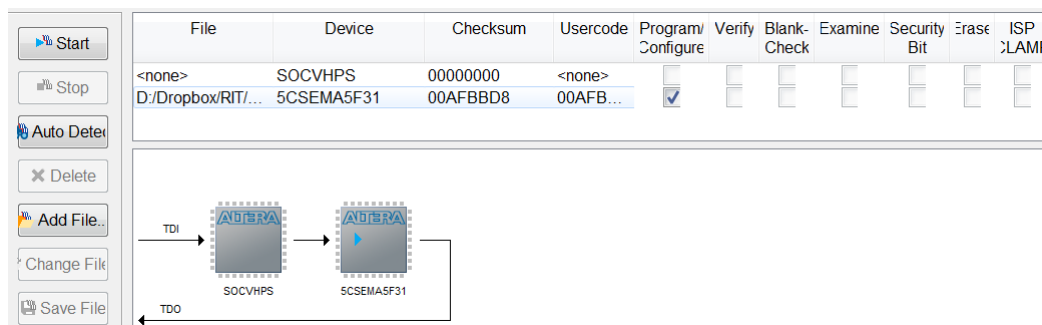 Start
Stop
Auto Detec
Delete
Add File..
Change File
Save File
File Device Checksum Usercode Program/ Configure Verify Blank- Check Examine Security Bit Erase ISP CLAMP
<none> SOCVHPS 00000000 <none>
D:/Dropbox/RIT/... 5CSEMA5F31 00AFBBD8 00AFB...
TDI
ALTERA ALTERA
SOCVHPS 5CSEMA5F31
TDO